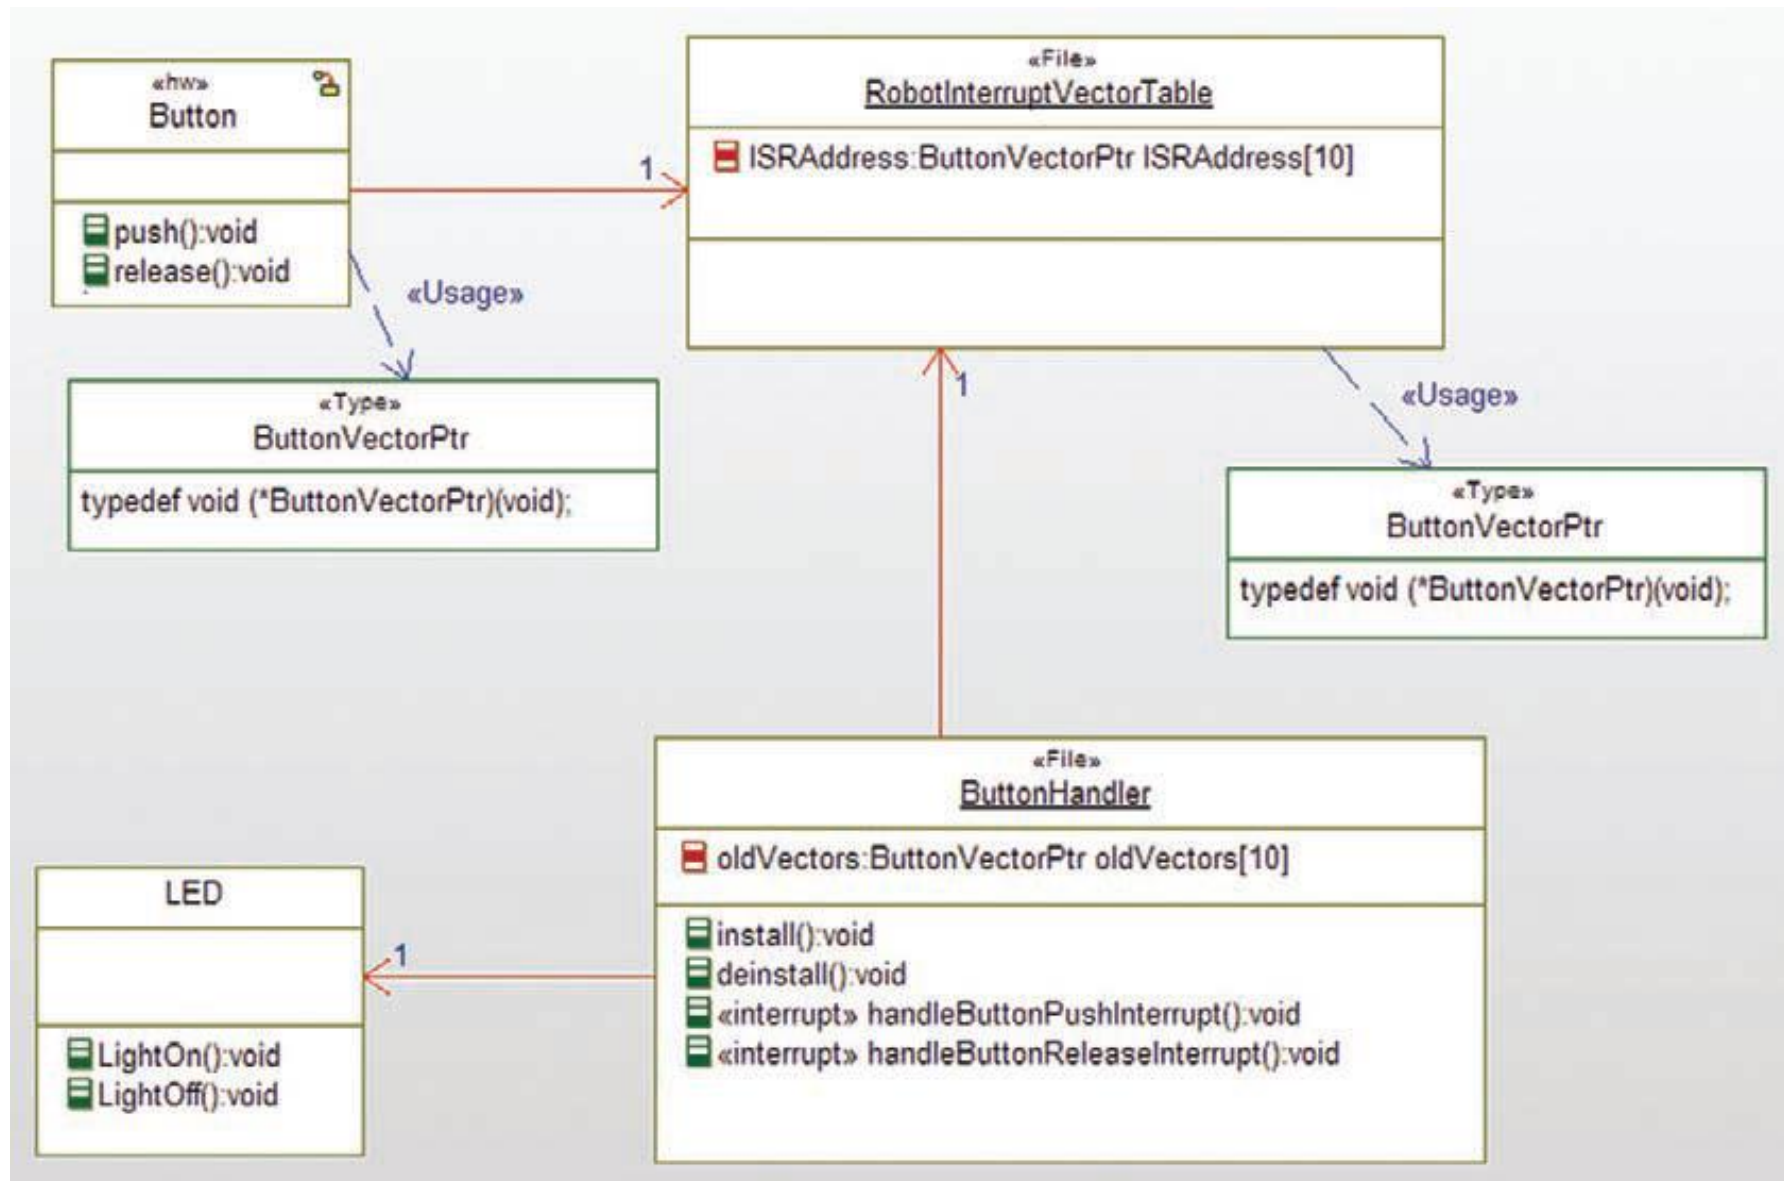 «hw»
Button
push():void
release():void
«File»
RobotInterruptVectorTable
ISRAddress:ButtonVectorPtr ISRAddress[10]
1
«Usage»
«Type»
ButtonVectorPtr
typedef void (*ButtonVectorPtr)(void);
1
«Usage»
«Type»
ButtonVectorPtr
typedef void (*ButtonVectorPtr)(void);
«File»
ButtonHandler
oldVectors:ButtonVectorPtr oldVectors[10]
install():void
deinstall():void
«interrupt» handleButtonPushInterrupt():void
«interrupt» handleButtonReleaseInterrupt():void
1
LED
LightOn():void
LightOff():void